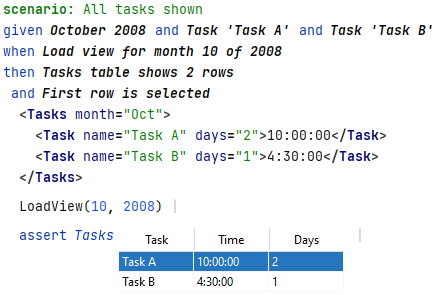 scenario: All tasks shown
given October 2008 and Task 'Task A' and Task 'Task B'
when Load view for month 10 of 2008
then Tasks table shows 2 rows
and First row is selected
<Tasks month="Oct">
<Task name="Task A" days="2">10:00:00</Task>
<Task name="Task B" days="1">4:30:00</Task>
</Tasks>
LoadView(10, 2008)
assert Tasks
Task Time Days
Task A 10:00:00 2
Task B 4:30:00 1